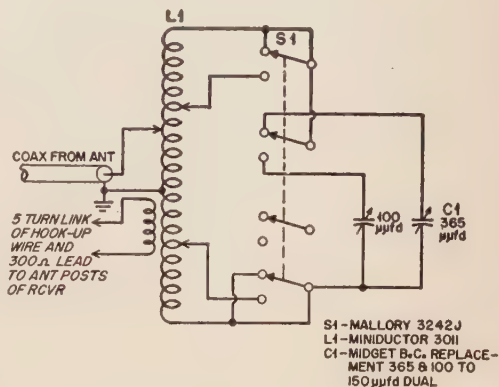 L1
S1
COAX FROM ANT
5 TURN LINK
OF HOOK-UP
WIRE AND
300Ω LEAD
TO ANT POSTS
OF RCVR
100
μμfd
C1
365
μμfd
S1-MALLORY 3242J
L1-MINIDUCTOR 3011
C1-MIDGET B.C. REPLACE-
MENT 365 & 100 TO
150μμfd DUAL